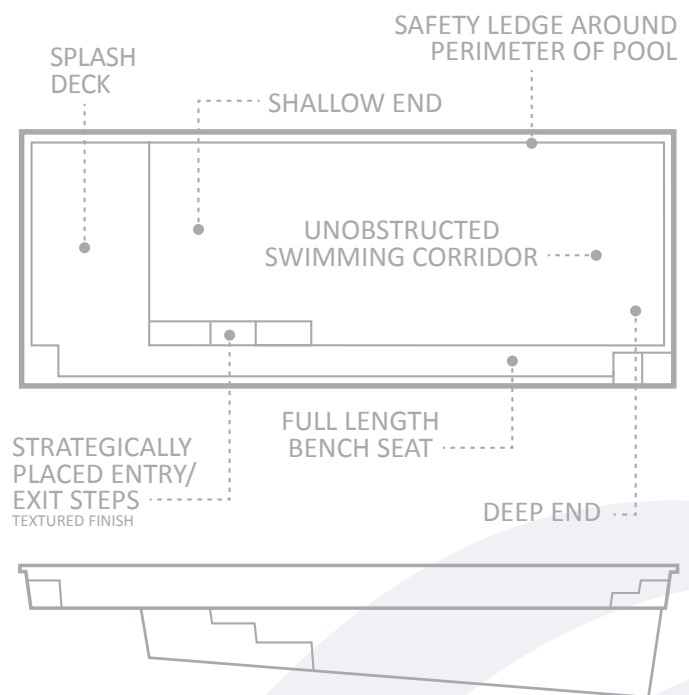 SAFETY LEDGE AROUND
PERIMETER OF POOL
SPLASH
DECK
SHALLOW END
UNOBSTRUCTED
SWIMMING CORRIDOR
STRATEGICALLY
PLACED ENTRY/
EXIT STEPS
TEXTURED FINISH
FULL LENGTH
BENCH SEAT
DEEP END